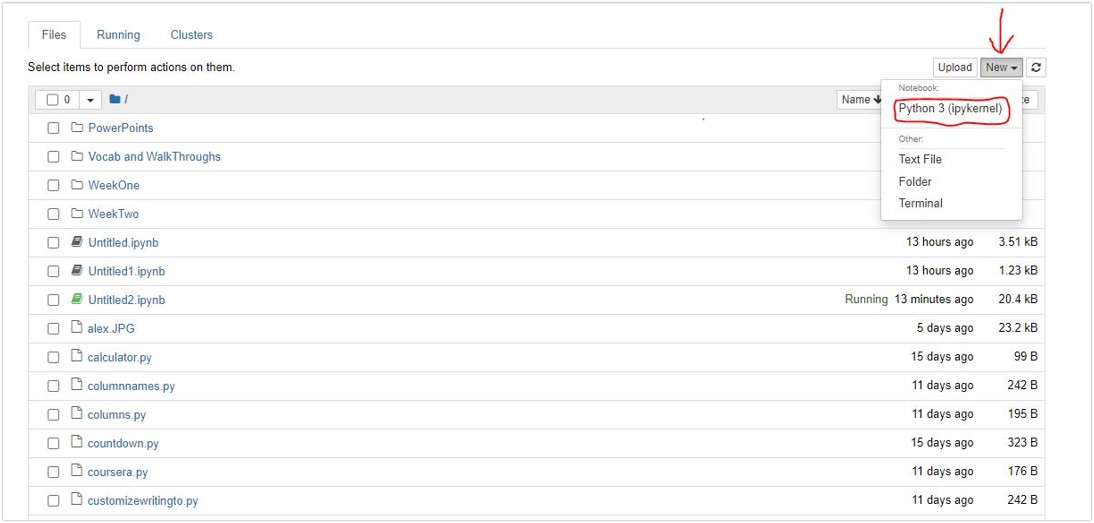 Files Running Clusters
Select items to perform actions on them.
Upload New
0 / Name
Notebook:
Python 3 (ipykernel)
Other:
Text File
Folder
Terminal
PowerPoints
Vocab and WalkThroughs
WeekOne
WeekTwo
Untitled.ipynb 13 hours ago 3.51 kB
Untitled1.ipynb 13 hours ago 1.23 kB
Untitled2.ipynb Running 13 minutes ago 20.4 kB
alex.JPG 5 days ago 23.2 kB
calculator.py 15 days ago 99 B
columnnames.py 11 days ago 242 B
columns.py 11 days ago 195 B
countdown.py 15 days ago 323 B
coursera.py 11 days ago 176 B
customizewritingto.py 11 days ago 242 B